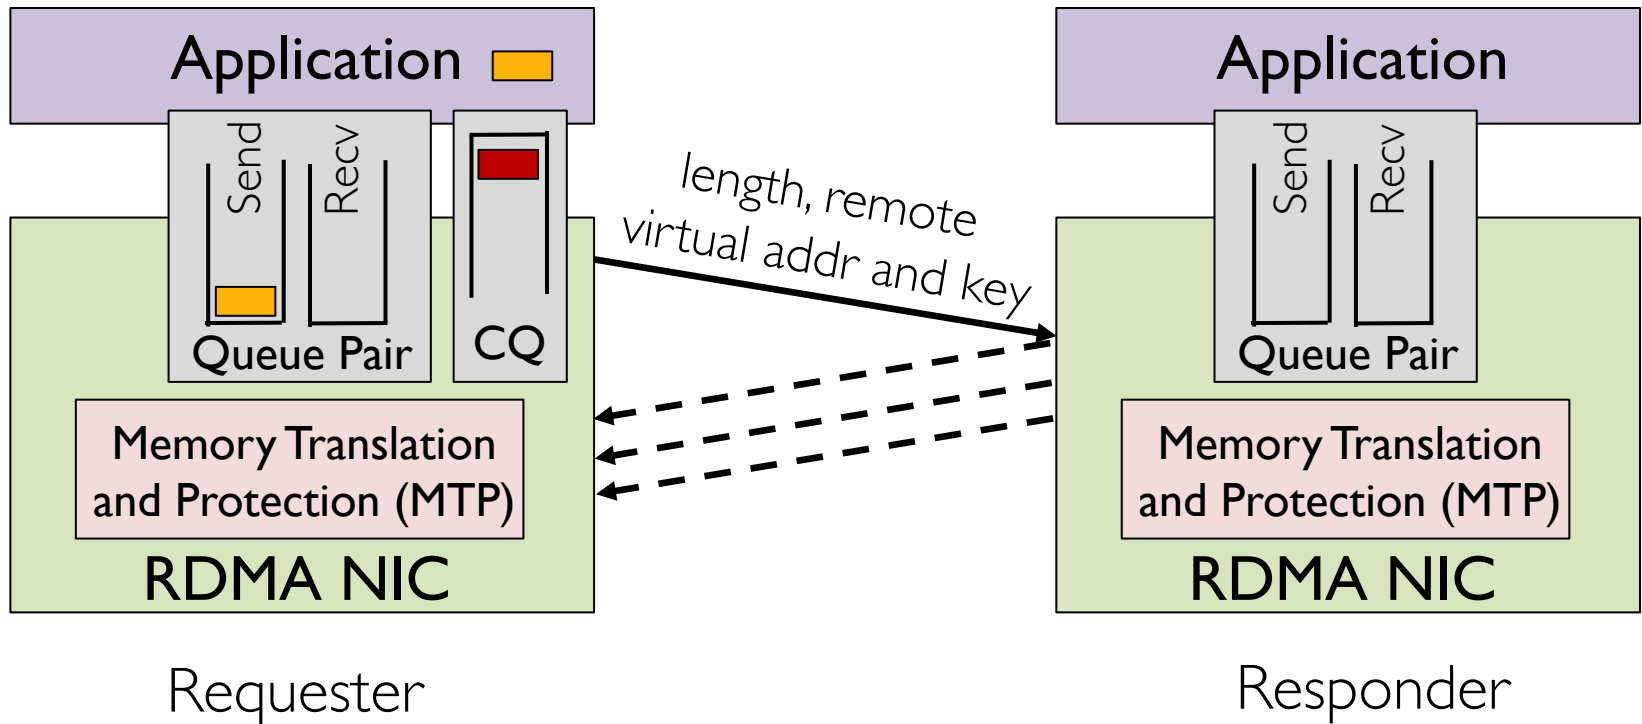 Application
Send
Recv
Queue Pair
CQ
Memory Translation
and Protection (MTP)
RDMA NIC
Requester
length, remote
virtual addr and key
Application
Send
Recv
Queue Pair
Memory Translation
and Protection (MTP)
RDMA NIC
Responder